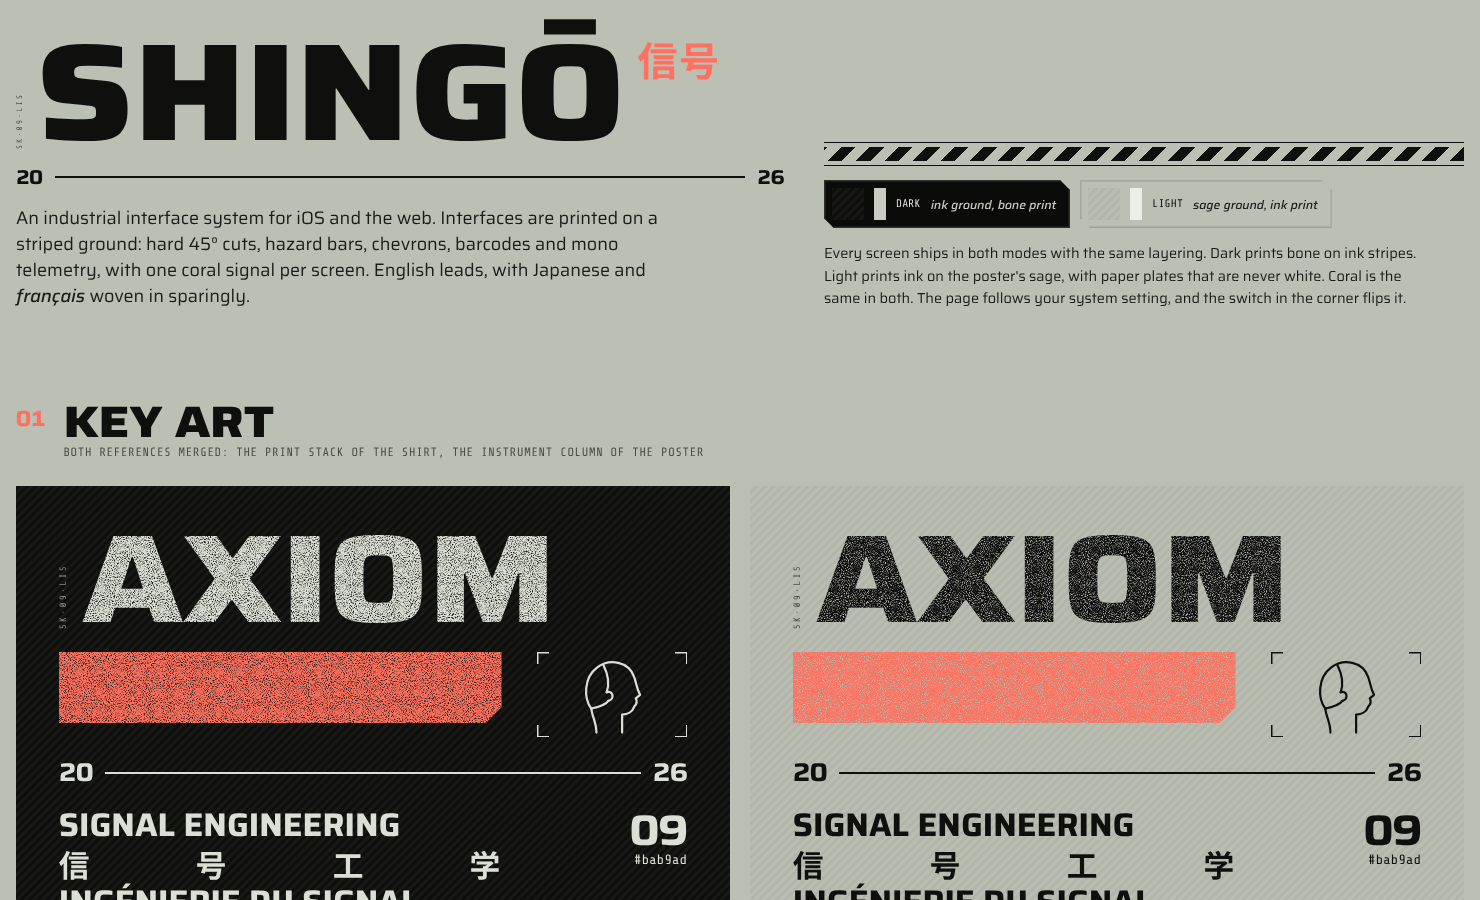 SHINGŌ 信号
SK-09-LIS
20 26
An industrial interface system for iOS and the web. Interfaces are printed on a
striped ground: hard 45° cuts, hazard bars, chevrons, barcodes and mono
telemetry, with one coral signal per screen. English leads, with Japanese and
français woven in sparingly.
DARK ink ground, bone print
LIGHT sage ground, ink print
Every screen ships in both modes with the same layering. Dark prints bone on ink stripes.
Light prints ink on the poster's sage, with paper plates that are never white. Coral is the
same in both. The page follows your system setting, and the switch in the corner flips it.
01 KEY ART
BOTH REFERENCES MERGED: THE PRINT STACK OF THE SHIRT, THE INSTRUMENT COLUMN OF THE POSTER
SK-09-LIS
AXIOM
20 26
SIGNAL ENGINEERING
09
信号工学
#bab9ad
INGÉNIERIE DU SIGNAL
SK-09-LIS
AXIOM
20 26
SIGNAL ENGINEERING
09
信号工学
#bab9ad
INGÉNIERIE DU SIGNAL